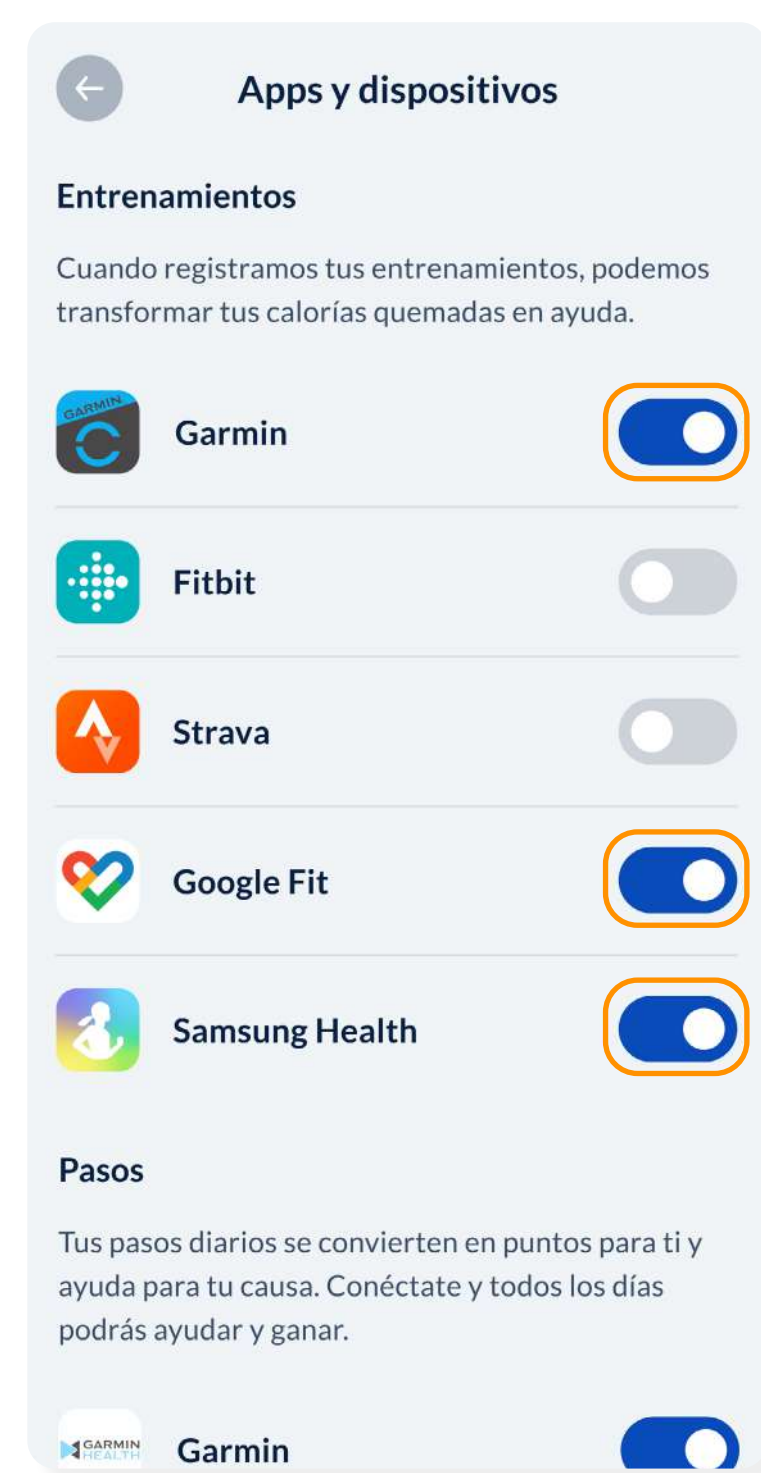 Apps y dispositivos
Entrenamientos
Cuando registramos tus entrenamientos, podemos
transformar tus calorías quemadas en ayuda.
GARMIN
Garmin
Fitbit
Strava
Google Fit
Samsung Health
Pasos
Tus pasos diarios se convierten en puntos para ti y
ayuda para tu causa. Conéctate y todos los días
podrás ayudar y ganar.
GARMIN
HEALTH
Garmin